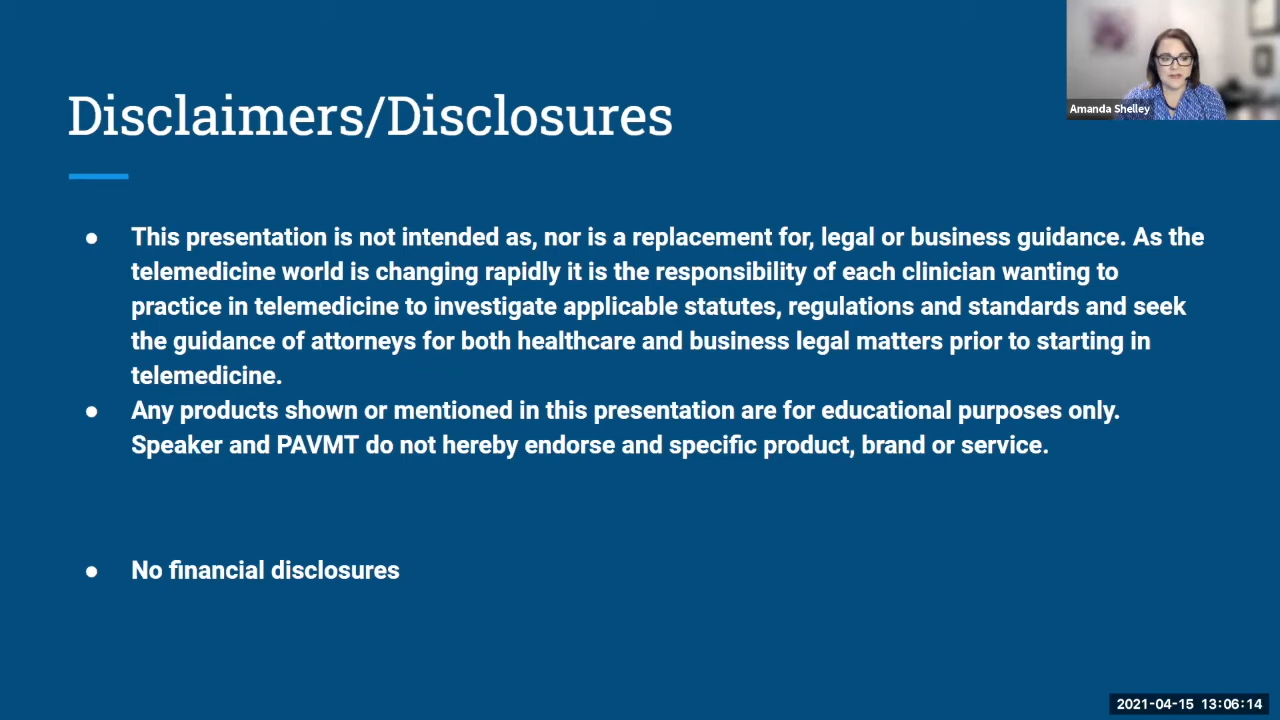 Disclaimers/Disclosures
Amanda Shelley
● This presentation is not intended as, nor is a replacement for, legal or business guidance. As the
telemedicine world is changing rapidly it is the responsibility of each clinician wanting to
practice in telemedicine to investigate applicable statutes, regulations and standards and seek
the guidance of attorneys for both healthcare and business legal matters prior to starting in
telemedicine.
● Any products shown or mentioned in this presentation are for educational purposes only.
Speaker and PAVMT do not hereby endorse and specific product, brand or service.
● No financial disclosures
2021-04-15 13:06:14